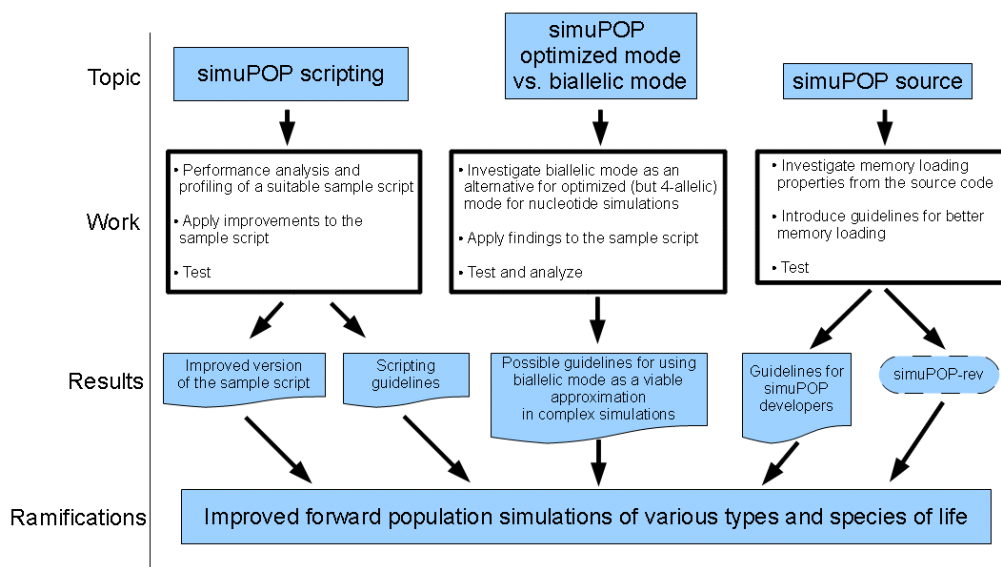 Topic
simuPOP scripting
simuPOP
optimized mode
vs. biallelic mode
simuPOP source
Work
• Performance analysis and
profiling of a suitable sample script
• Apply improvements to the
sample script
• Test
• Investigate biallelic mode as an
alternative for optimized (but 4-allelic)
mode for nucleotide simulations
• Apply findings to the sample script
• Test and analyze
• Investigate memory loading
properties from the source code
• Introduce guidelines for better
memory loading
• Test
Results
Improved version
of the sample script
Scripting
guidelines
Possible guidelines for using
biallelic mode as a viable
approximation
in complex simulations
Guidelines for
simuPOP
developers
simuPOP-rev
Ramifications
Improved forward population simulations of various types and species of life